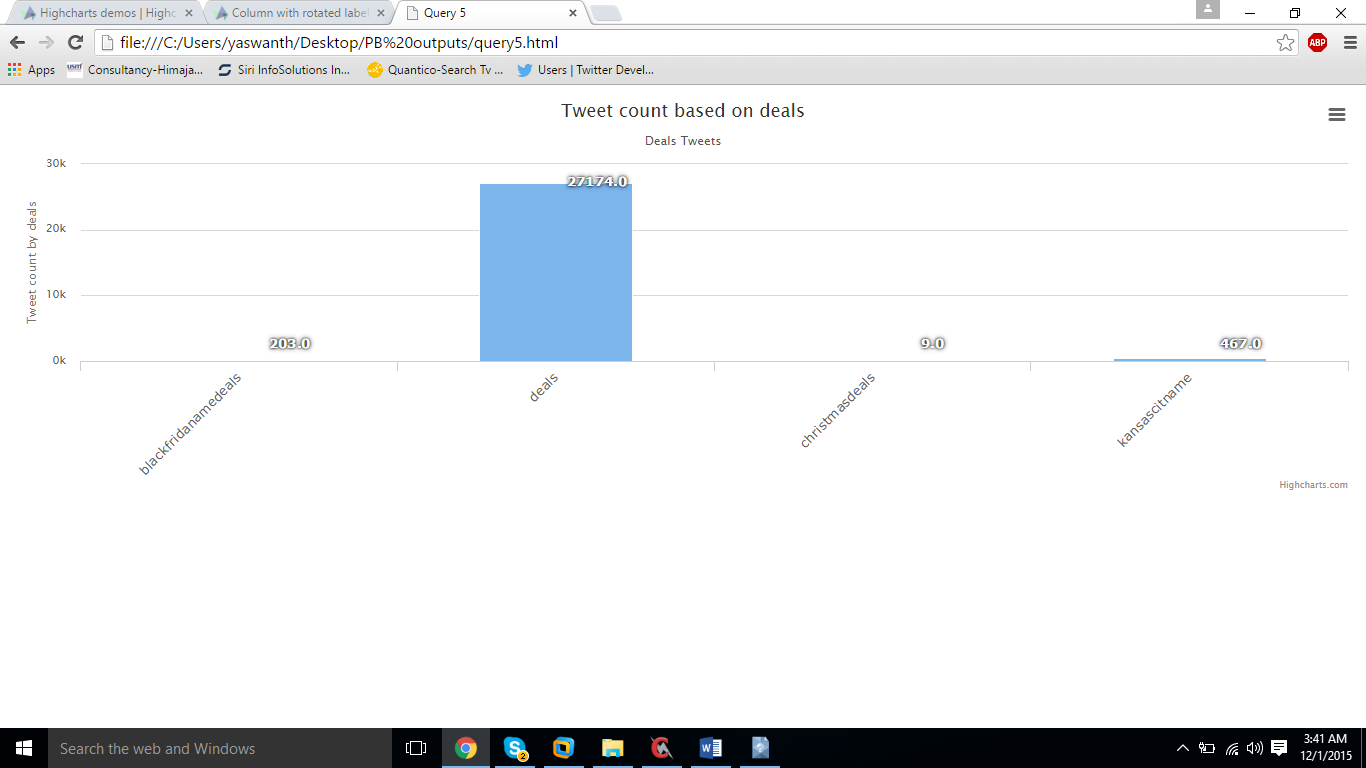 Highcharts demos | Highc
Column with rotated label
Query 5
file:///C:/Users/yaswanth/Desktop/PB%20outputs/query5.html
ABP
Apps
usm
Consultancy-Himaja...
Siri InfoSolutions In...
Quantico-Search Tv ...
Users | Twitter Devel...
Tweet count based on deals
Deals Tweets
Tweet count by deals
30k
20k
10k
0k
203.0
27174.0
9.0
467.0
blackfridanamedeals
deals
christmasdeals
kansascitname
Highcharts.com
Search the web and Windows
2
3:41 AM
12/1/2015